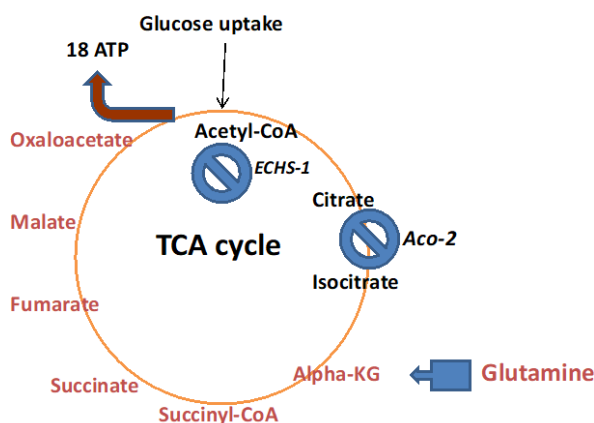 Glucose uptake
18 ATP
Acetyl-CoA
Oxaloacetate
ECHS-1
Citrate
Malate
TCA cycle
Aco-2
Isocitrate
Fumarate
Alpha-KG
Glutamine
Succinate
Succinyl-CoA